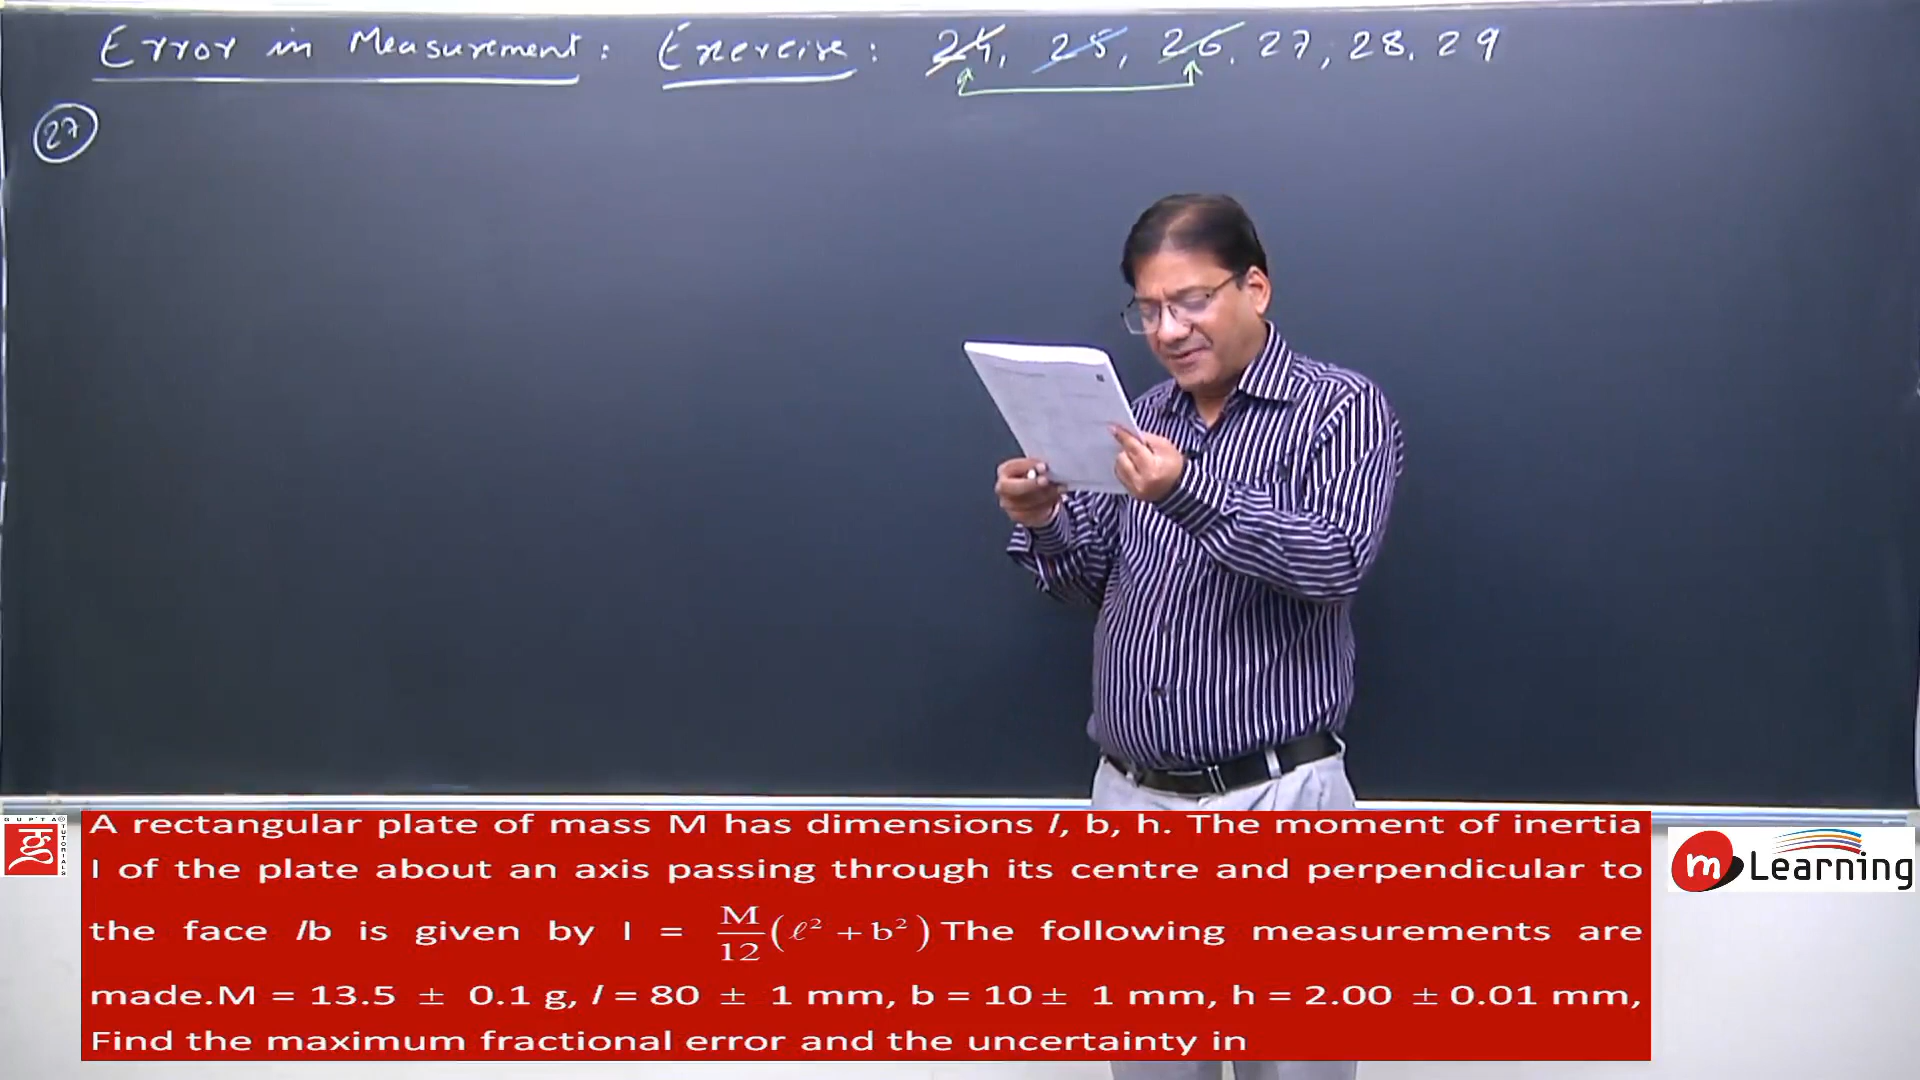 Error in Measurement : Exercise : 24, 25, 26. 27, 28. 29
27
A rectangular plate of mass M has dimensions l, b, h. The moment of inertia
I of the plate about an axis passing through its centre and perpendicular to
the face lb is given by I = M/12 (ℓ² + b²) The following measurements are
made.M = 13.5 ± 0.1 g, l = 80 ± 1 mm, b = 10 ± 1 mm, h = 2.00 ± 0.01 mm,
Find the maximum fractional error and the uncertainty in
GUPTA
TUTORIALS
m Learning